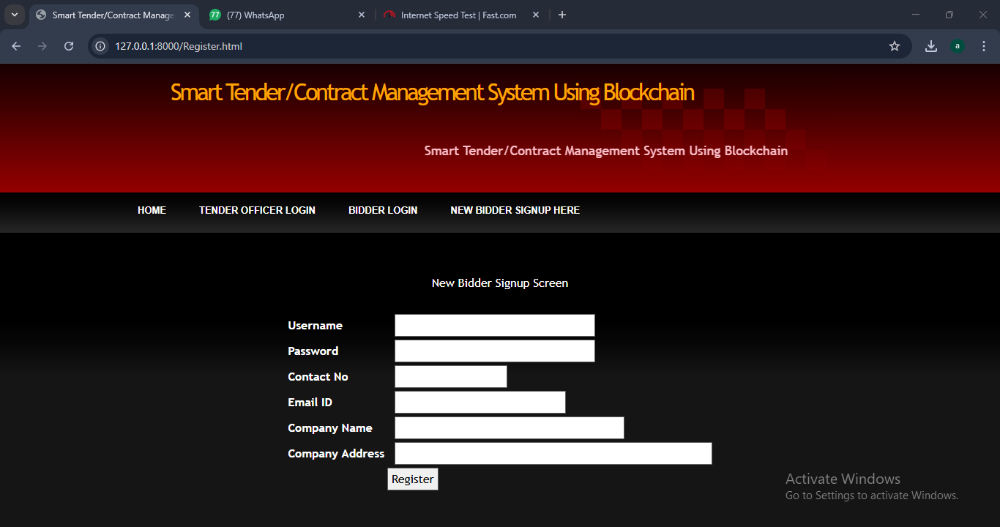 Smart Tender/Contract Manage
77
(77) WhatsApp
Internet Speed Test | Fast.com
127.0.0.1:8000/Register.html
a
Smart Tender/Contract Management System Using Blockchain
Smart Tender/Contract Management System Using Blockchain
HOME TENDER OFFICER LOGIN BIDDER LOGIN NEW BIDDER SIGNUP HERE
New Bidder Signup Screen
Username
Password
Contact No
Email ID
Company Name
Company Address
Register
Activate Windows
Go to Settings to activate Windows.